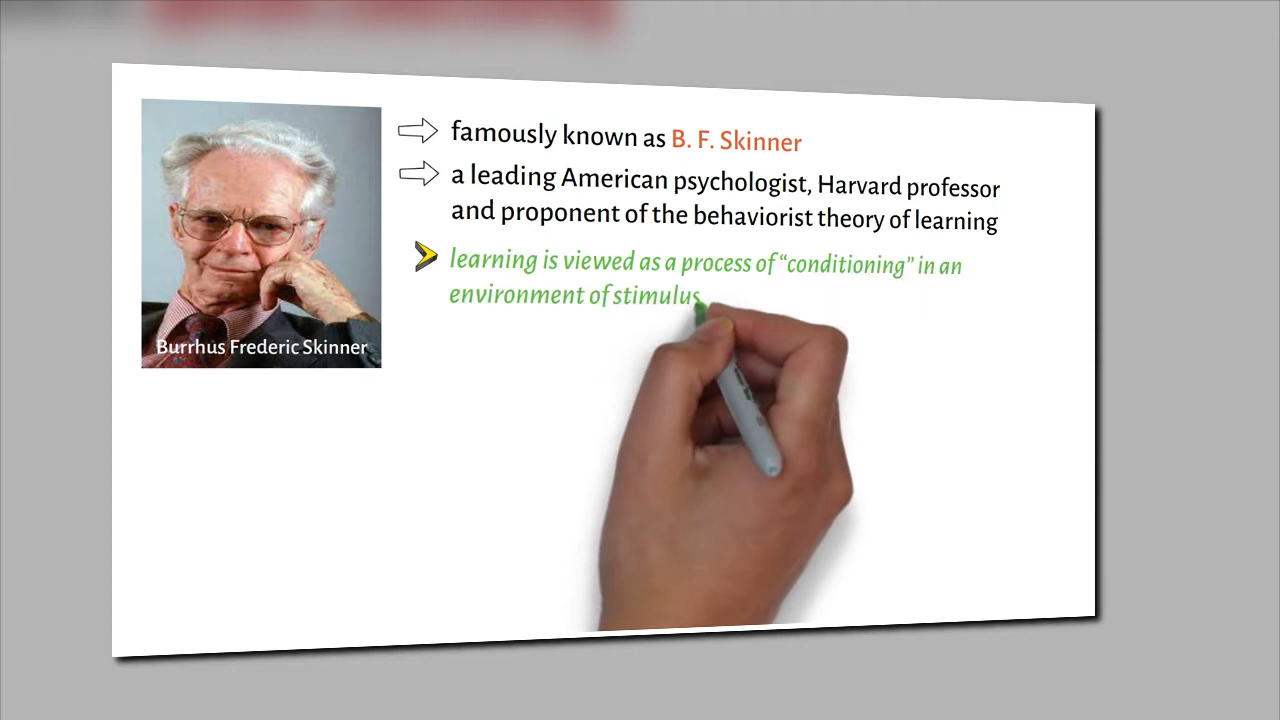 famously known as B. F. Skinner
a leading American psychologist, Harvard professor
and proponent of the behaviorist theory of learning
learning is viewed as a process of “conditioning” in an
environment of stimulus
Burrhus Frederic Skinner